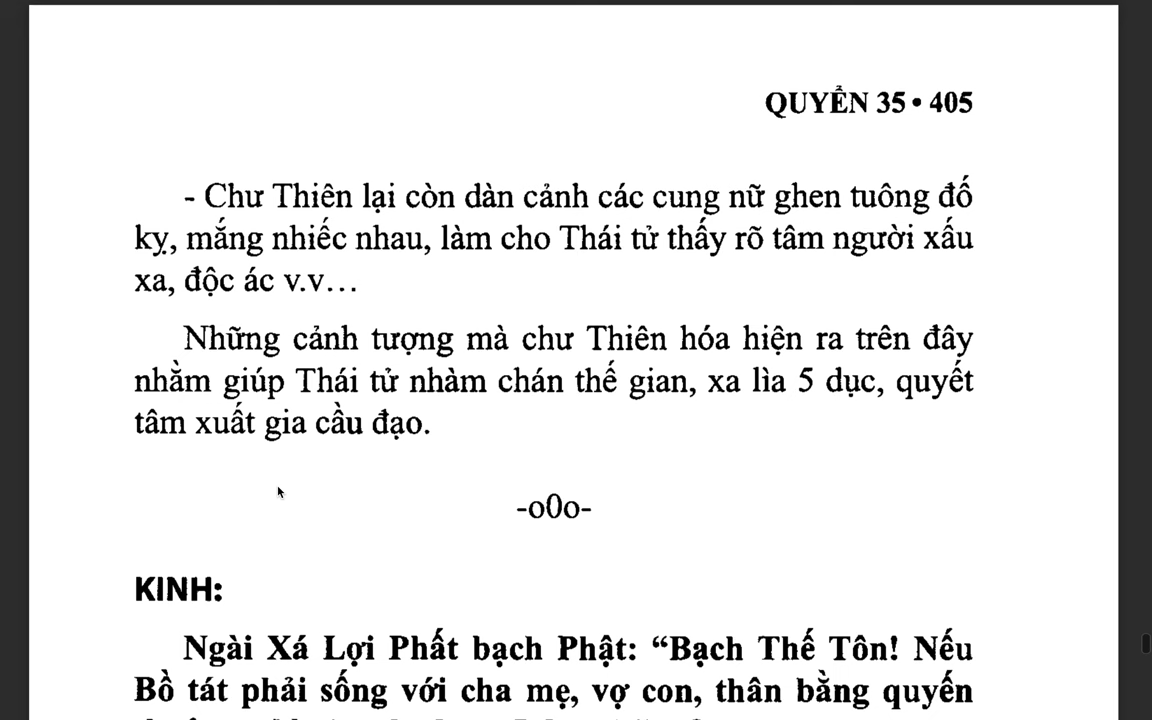 QUYỂN 35 • 405
- Chư Thiên lại còn dàn cảnh các cung nữ ghen tuông đố
kỵ, mắng nhiếc nhau, làm cho Thái tử thấy rõ tâm người xấu
xa, độc ác v.v…
Những cảnh tượng mà chư Thiên hóa hiện ra trên đây
nhằm giúp Thái tử nhàm chán thế gian, xa lìa 5 dục, quyết
tâm xuất gia cầu đạo.
-o0o-
KINH:
Ngài Xá Lợi Phất bạch Phật: “Bạch Thế Tôn! Nếu
Bồ tát phải sống với cha mẹ, vợ con, thân bằng quyến